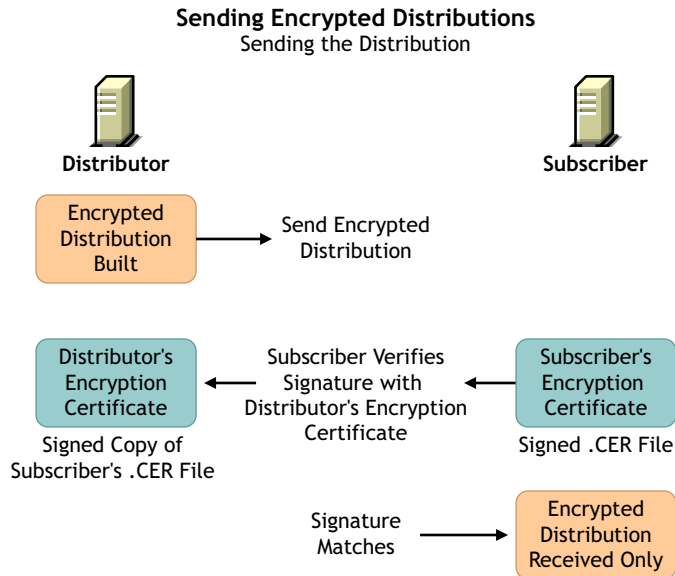 Sending Encrypted Distributions
Sending the Distribution
Distributor
Subscriber
Encrypted
Distribution
Built
Send Encrypted
Distribution
Distributor's
Encryption
Certificate
Signed Copy of
Subscriber's .CER File
Subscriber Verifies
Signature with
Distributor's Encryption
Certificate
Subscriber's
Encryption
Certificate
Signed .CER File
Signature
Matches
Encrypted
Distribution
Received Only